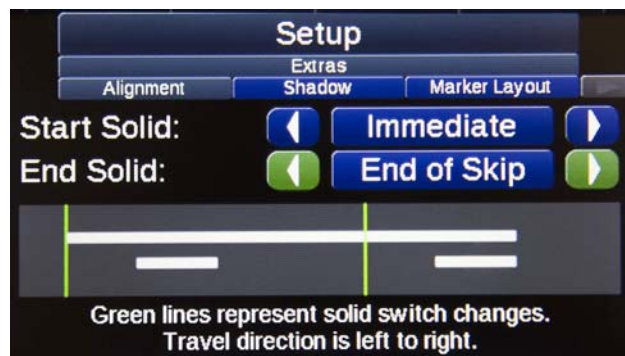 Setup
Extras
Alignment Shadow Marker Layout
Start Solid: Immediate
End Solid: End of Skip
Green lines represent solid switch changes.
Travel direction is left to right.